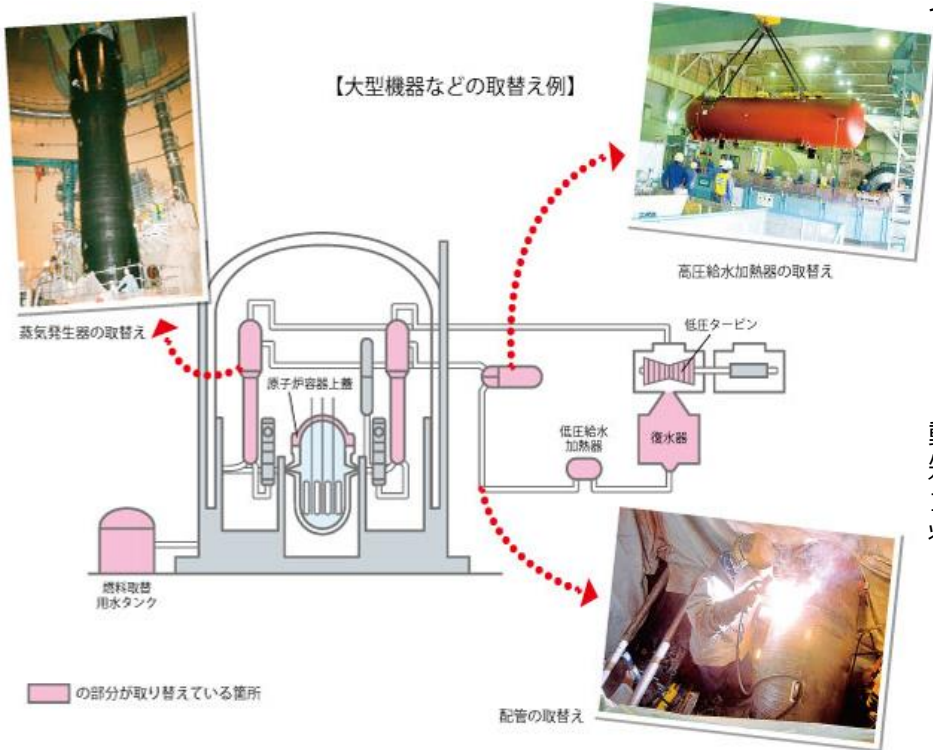 【大型機器などの取替え例】
高圧給水加熱器の取替え
蒸気発生器の取替え
低圧タービン
原子炉容器上蓋
低圧給水
加熱器
復水器
燃料取替
用水タンク
の部分が取り替えている箇所
配管の取替え